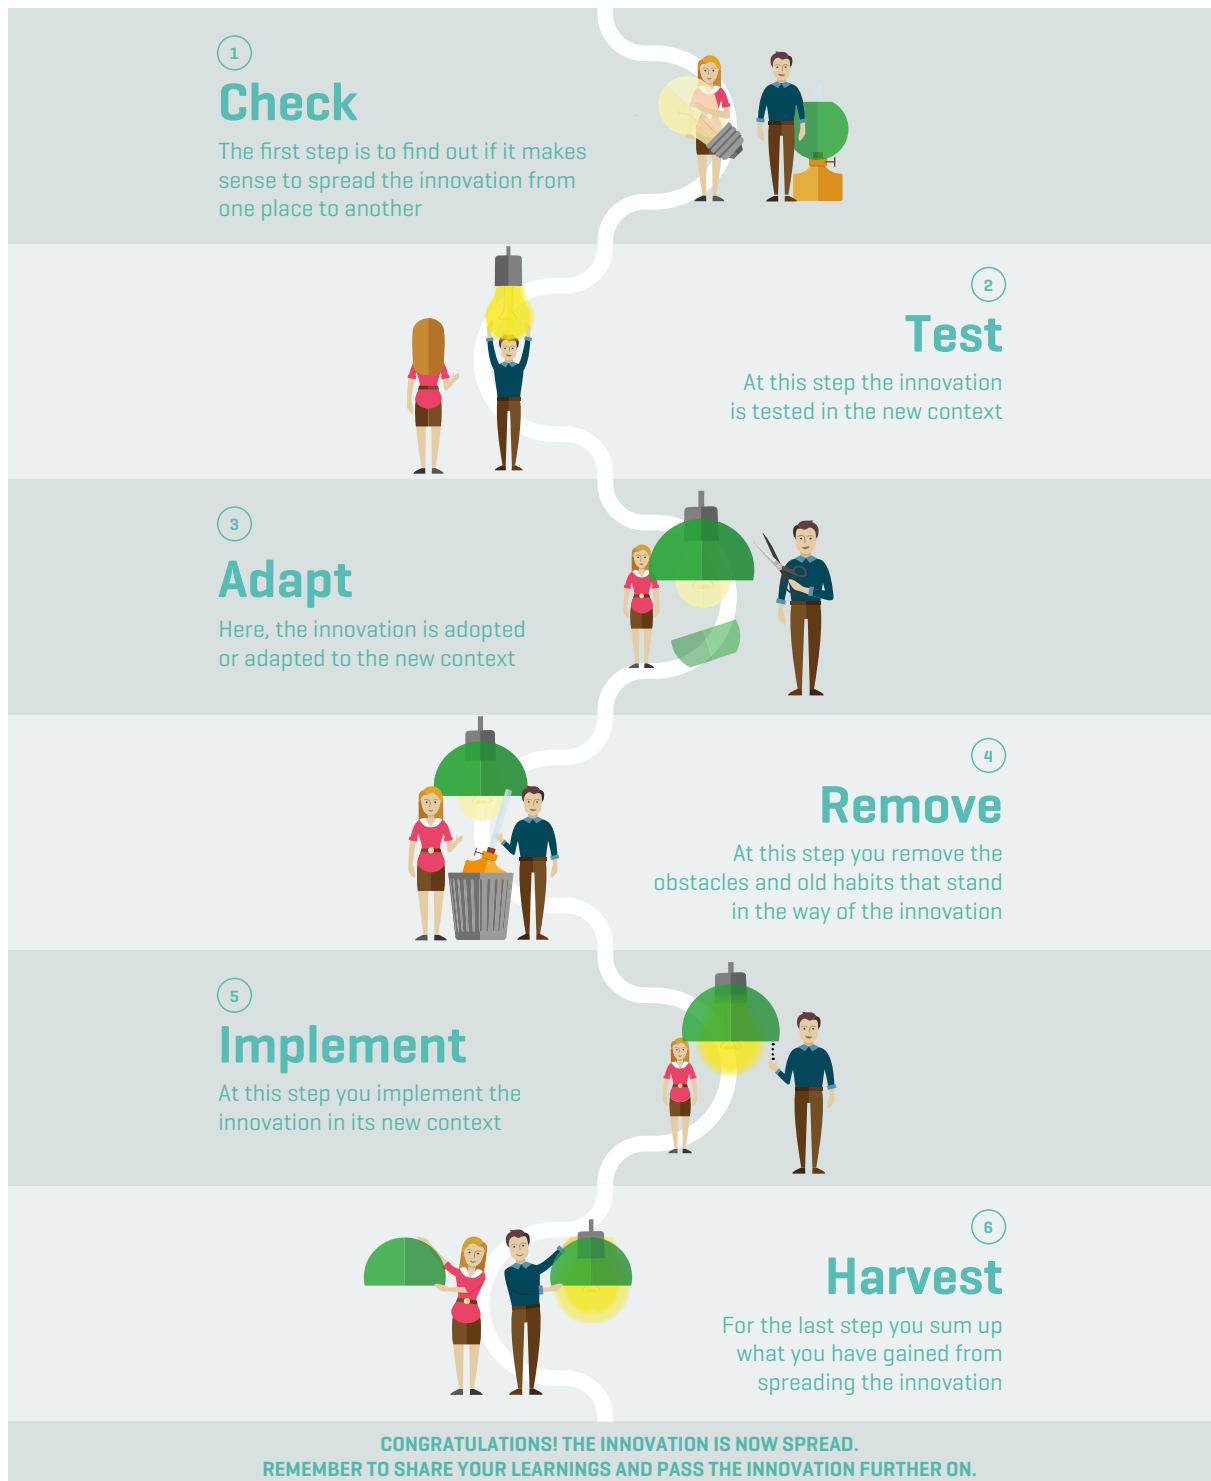 1
Check
The first step is to find out if it makes
sense to spread the innovation from
one place to another
2
Test
At this step the innovation
is tested in the new context
3
Adapt
Here, the innovation is adopted
or adapted to the new context
4
Remove
At this step you remove the
obstacles and old habits that stand
in the way of the innovation
5
Implement
At this step you implement the
innovation in its new context
6
Harvest
For the last step you sum up
what you have gained from
spreading the innovation
CONGRATULATIONS! THE INNOVATION IS NOW SPREAD.
REMEMBER TO SHARE YOUR LEARNINGS AND PASS THE INNOVATION FURTHER ON.